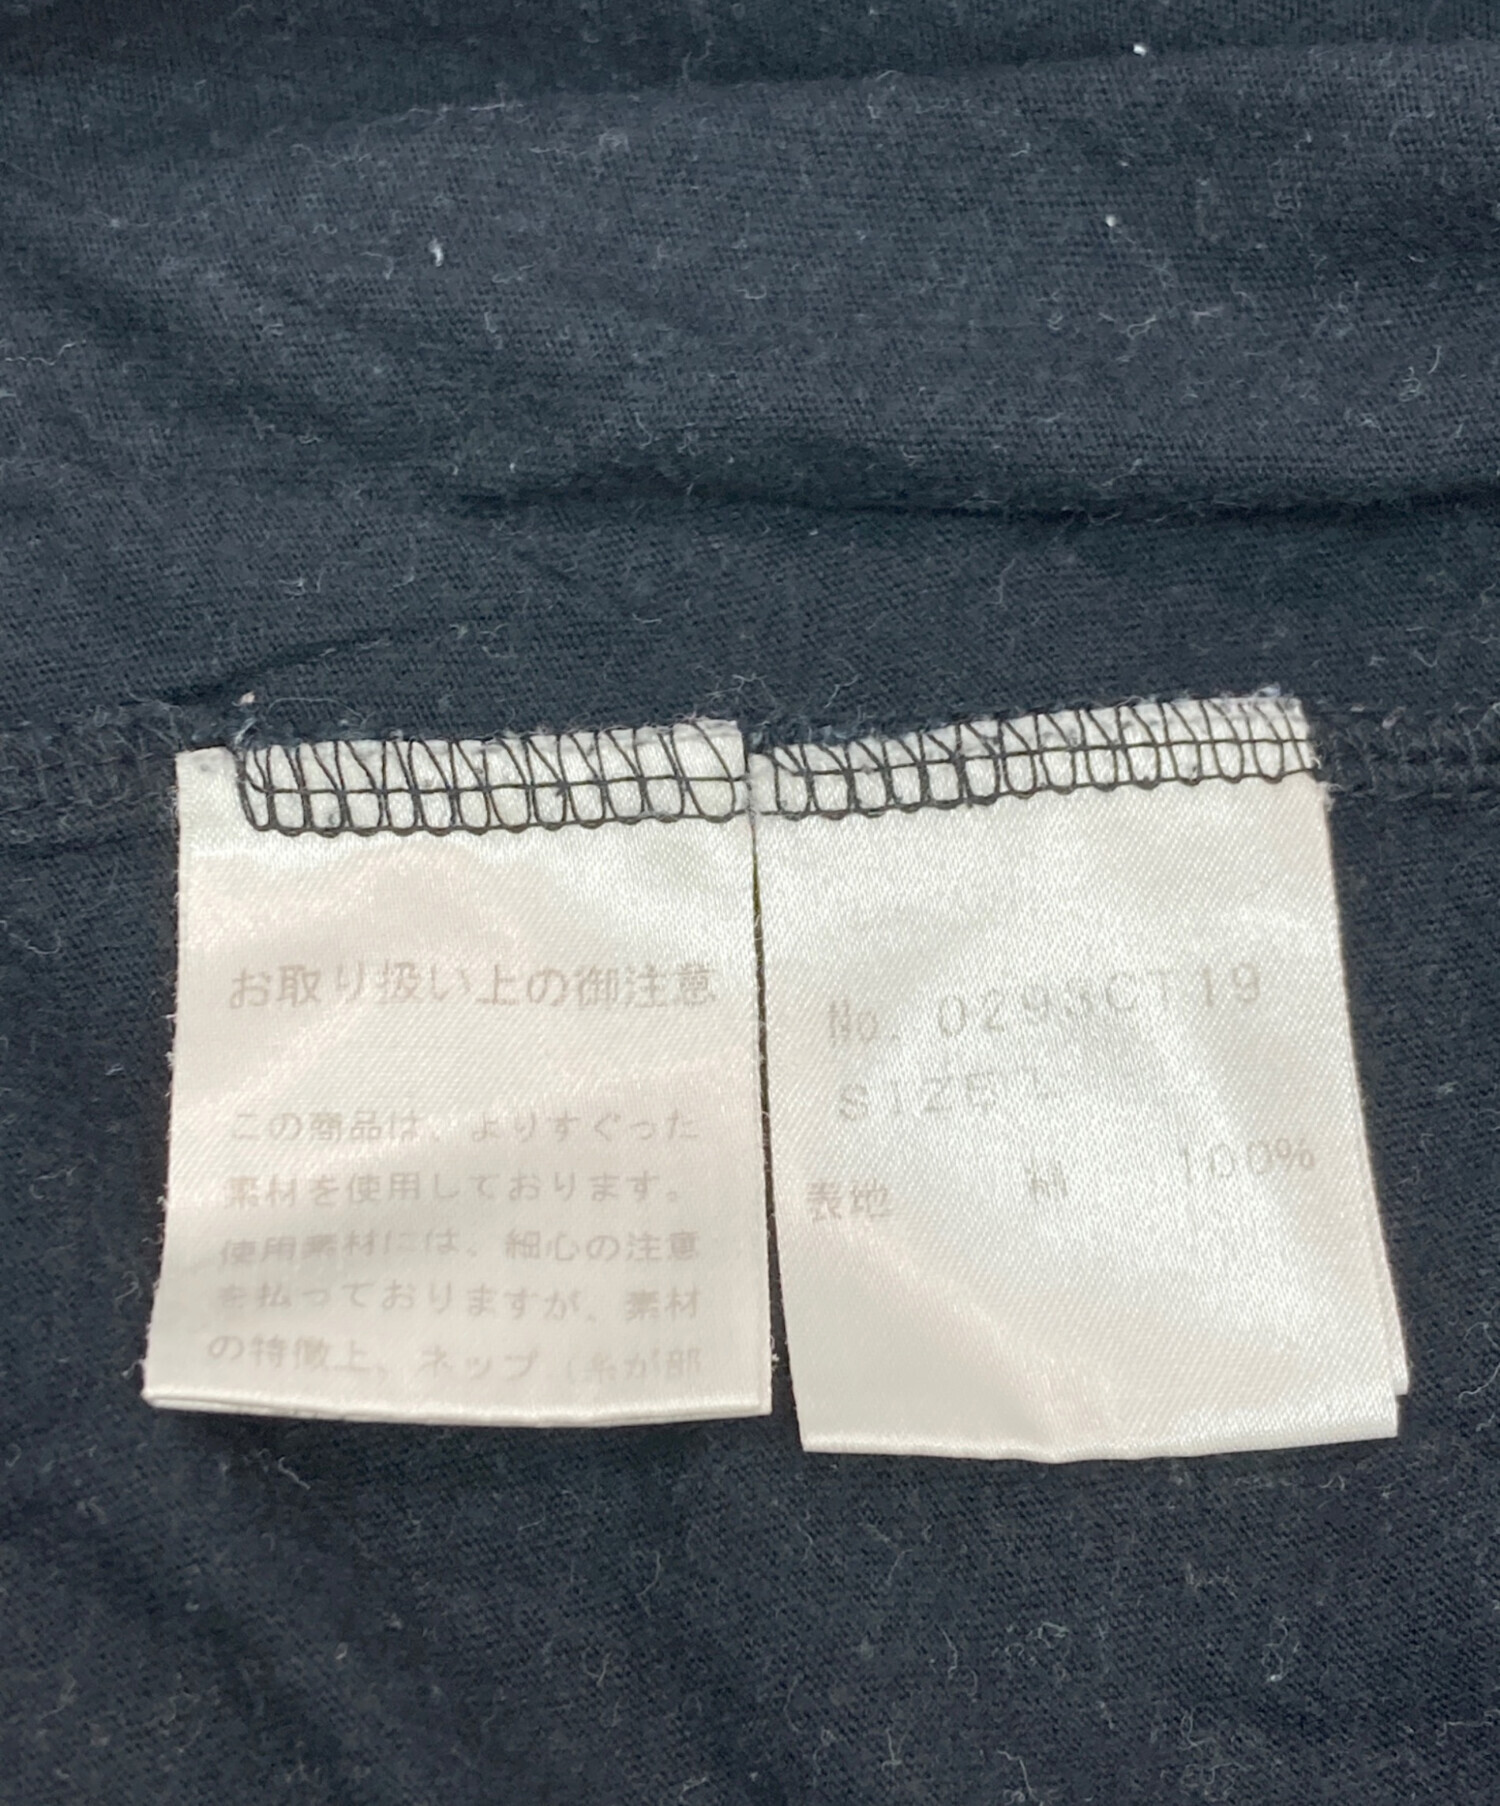 お取り扱い上の御注意
この商品は、よりすぐった
素材を使用しております。
使用素材には、細心の注意
を払っておりますが、素材
の特徴上、ネップ（糸が部
No. 0293CT19
SIZE
表地 綿 100%